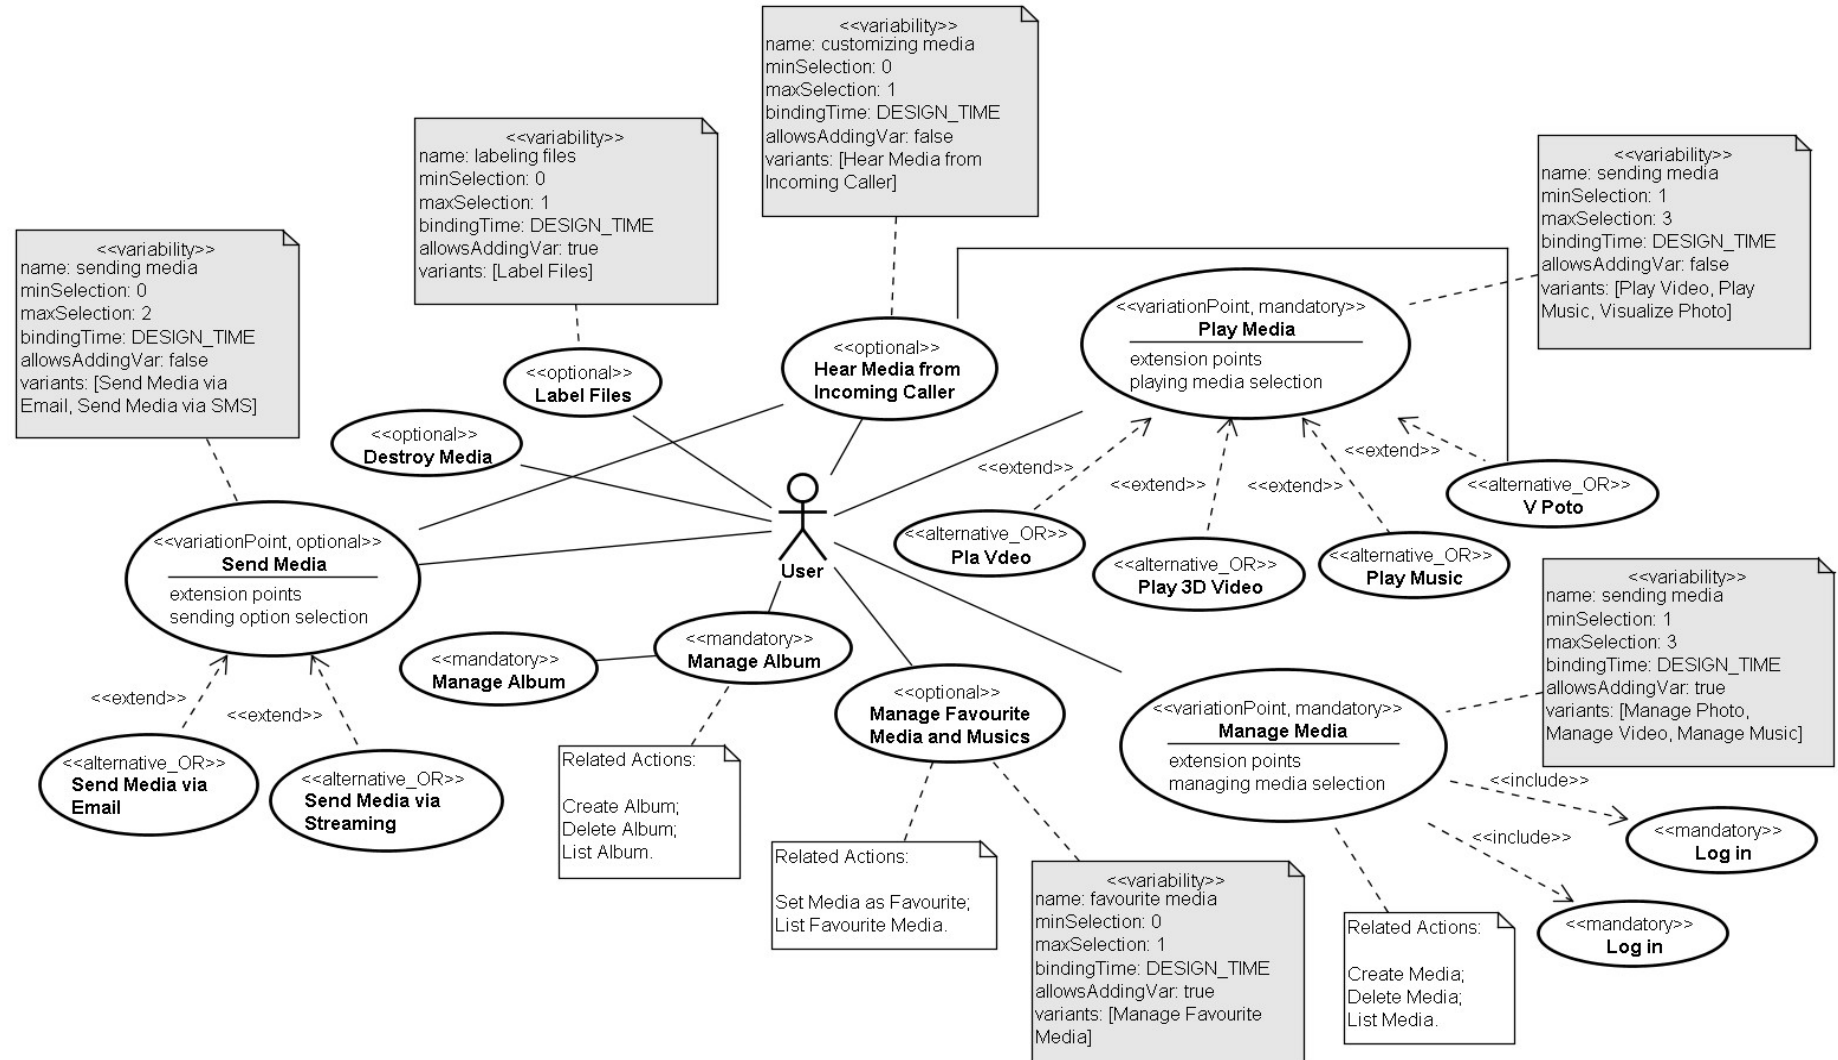 <<variability>>
name: customizing media
minSelection: 0
maxSelection: 1
bindingTime: DESIGN_TIME
allowsAddingVar: false
variants: [Hear Media from
Incoming Caller]
<<variability>>
name: labeling files
minSelection: 0
maxSelection: 1
bindingTime: DESIGN_TIME
allowsAddingVar: true
variants: [Label Files]
<<variability>>
name: sending media
minSelection: 1
maxSelection: 3
bindingTime: DESIGN_TIME
allowsAddingVar: false
variants: [Play Video, Play
Music, Visualize Photo]
<<variability>>
name: sending media
minSelection: 0
maxSelection: 2
bindingTime: DESIGN_TIME
allowsAddingVar: false
variants: [Send Media via
Email, Send Media via SMS]
<<optional>>
Label Files
<<optional>>
Hear Media from
Incoming Caller
<<variationPoint, mandatory>>
Play Media
extension points
playing media selection
<<optional>>
Destroy Media
<<extend>>
<<extend>>
<<extend>>
<<extend>>
<<alternative_OR>>
V Poto
<<alternative_OR>>
Pla Vdeo
<<alternative_OR>>
Play 3D Video
<<alternative_OR>>
Play Music
User
<<variationPoint, optional>>
Send Media
extension points
sending option selection
<<extend>>
<<extend>>
<<alternative_OR>>
Send Media via
Email
<<alternative_OR>>
Send Media via
Streaming
<<mandatory>>
Manage Album
<<mandatory>>
Manage Album
Related Actions:
Create Album;
Delete Album;
List Album.
<<optional>>
Manage Favourite
Media and Musics
Related Actions:
Set Media as Favourite;
List Favourite Media.
<<variability>>
name: favourite media
minSelection: 0
maxSelection: 1
bindingTime: DESIGN_TIME
allowsAddingVar: true
variants: [Manage Favourite
Media]
<<variationPoint, mandatory>>
Manage Media
extension points
managing media selection
<<variability>>
name: sending media
minSelection: 1
maxSelection: 3
bindingTime: DESIGN_TIME
allowsAddingVar: true
variants: [Manage Photo,
Manage Video, Manage Music]
<<include>>
<<include>>
<<mandatory>>
Log in
<<mandatory>>
Log in
Related Actions:
Create Media;
Delete Media;
List Media.